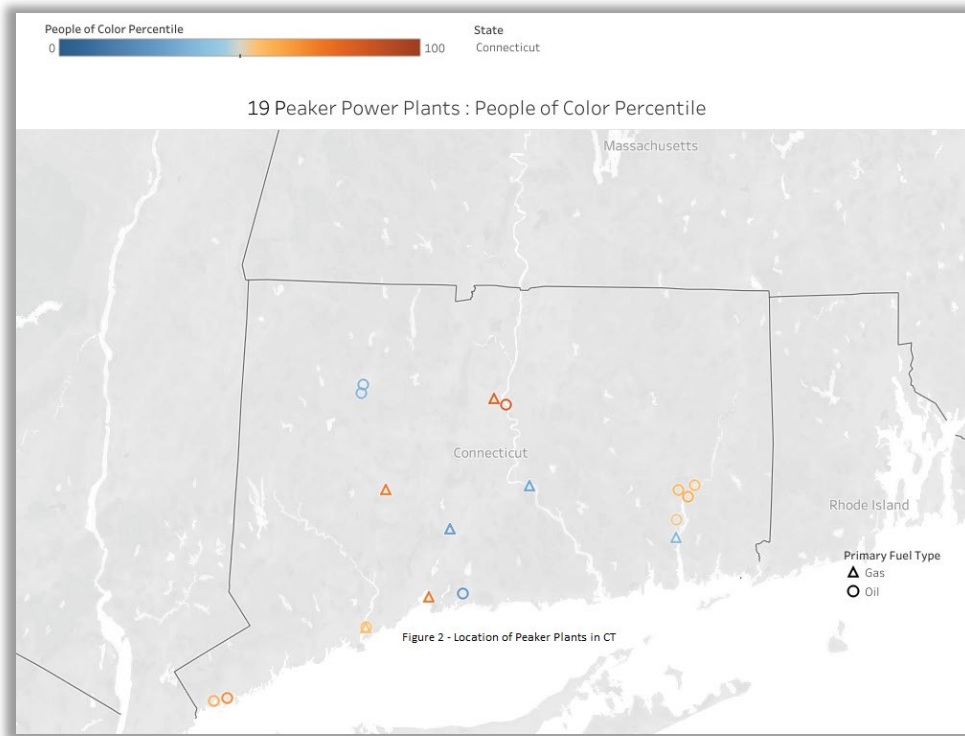 People of Color Percentile
0 100
State
Connecticut
19 Peaker Power Plants : People of Color Percentile
Massachusetts
Connecticut
Rhode Island
Primary Fuel Type
Gas
Oil
Figure 2 - Location of Peaker Plants in CT